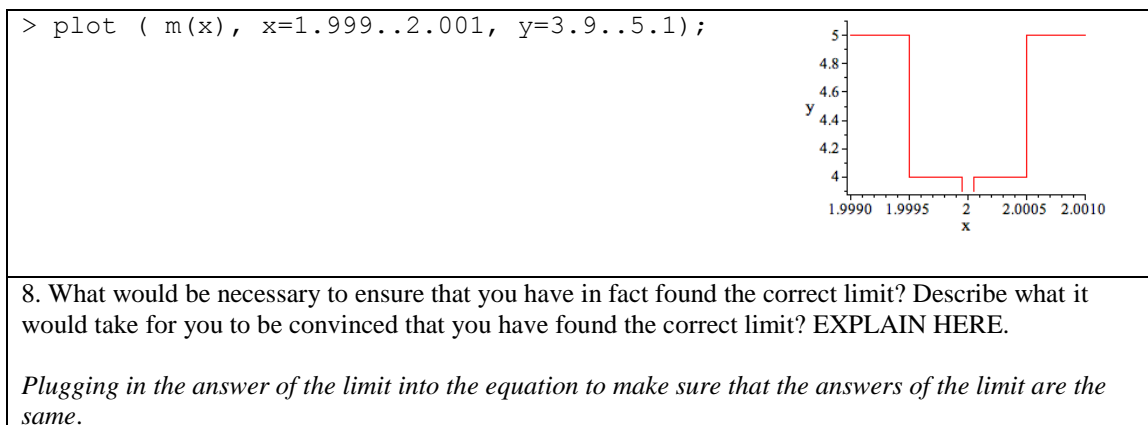 > plot ( m(x), x=1.999..2.001, y=3.9..5.1);
5
4.8
4.6
y
4.4
4.2
4
1.9990 1.9995 2 2.0005 2.0010
x
8. What would be necessary to ensure that you have in fact found the correct limit? Describe what it
would take for you to be convinced that you have found the correct limit? EXPLAIN HERE.
Plugging in the answer of the limit into the equation to make sure that the answers of the limit are the
same.